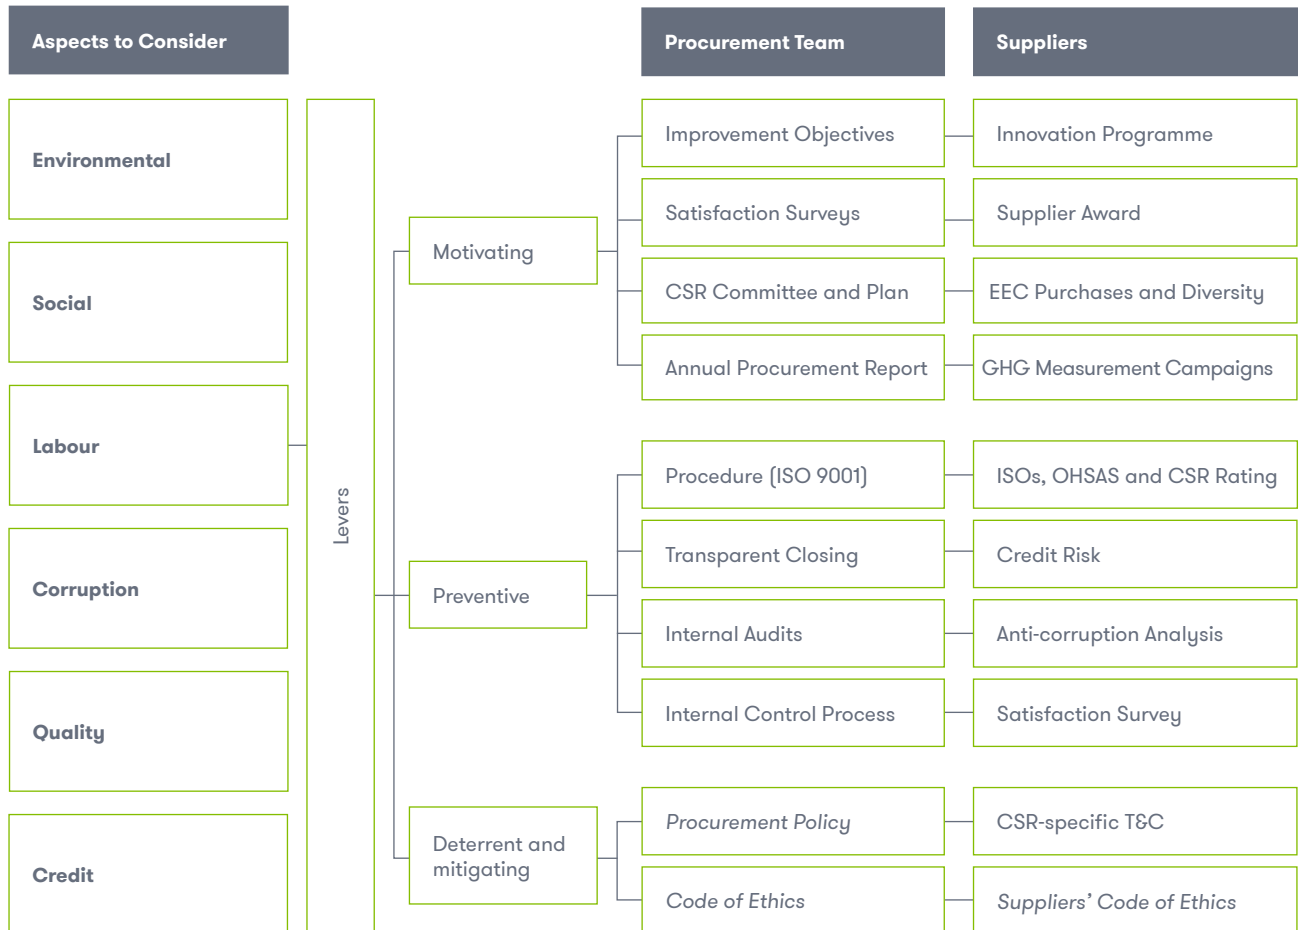 Aspects to Consider
Procurement Team
Suppliers
Environmental
Social
Labour
Corruption
Quality
Credit
Levers
Motivating
Improvement Objectives
Innovation Programme
Satisfaction Surveys
Supplier Award
CSR Committee and Plan
EEC Purchases and Diversity
Annual Procurement Report
GHG Measurement Campaigns
Preventive
Procedure (ISO 9001)
ISOs, OHSAS and CSR Rating
Transparent Closing
Credit Risk
Internal Audits
Anti-corruption Analysis
Internal Control Process
Satisfaction Survey
Deterrent and
mitigating
Procurement Policy
CSR-specific T&C
Code of Ethics
Suppliers’ Code of Ethics